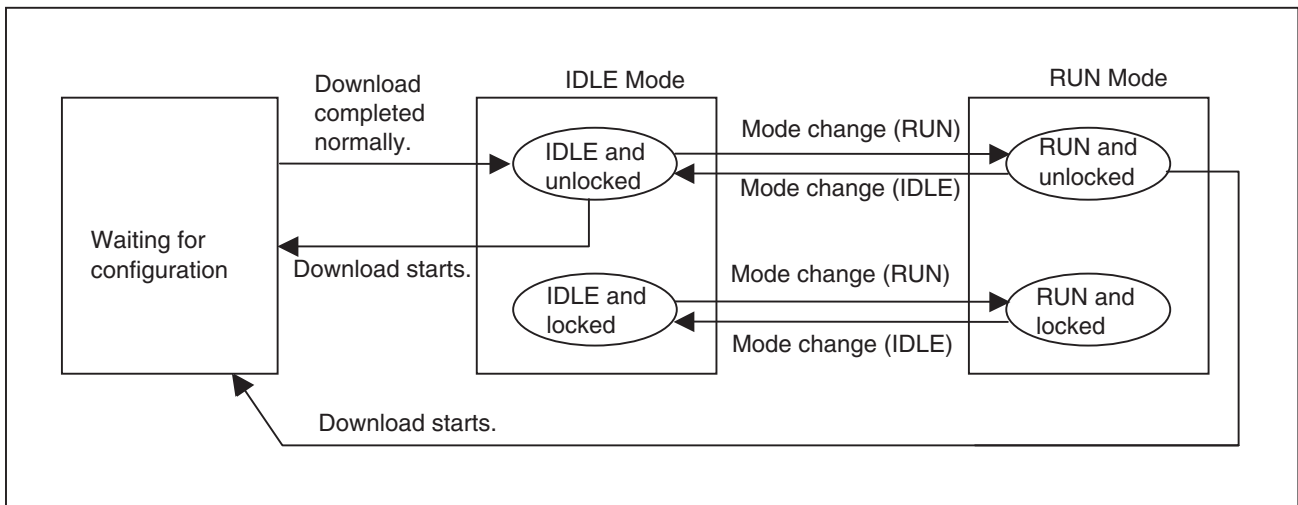 IDLE Mode
RUN Mode
Download
completed
normally.
Mode change (RUN)
IDLE and
unlocked
RUN and
unlocked
Mode change (IDLE)
Waiting for
configuration
Download starts.
Mode change (RUN)
IDLE and
locked
RUN and
locked
Mode change (IDLE)
Download starts.